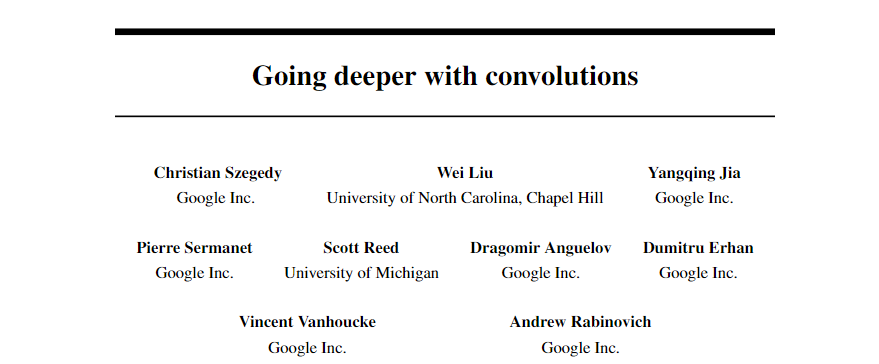 Going deeper with convolutions
Christian Szegedy Wei Liu Yangqing Jia
Google Inc. University of North Carolina, Chapel Hill Google Inc.
Pierre Sermanet Scott Reed Dragomir Anguelov Dumitru Erhan
Google Inc. University of Michigan Google Inc. Google Inc.
Vincent Vanhoucke Andrew Rabinovich
Google Inc. Google Inc.